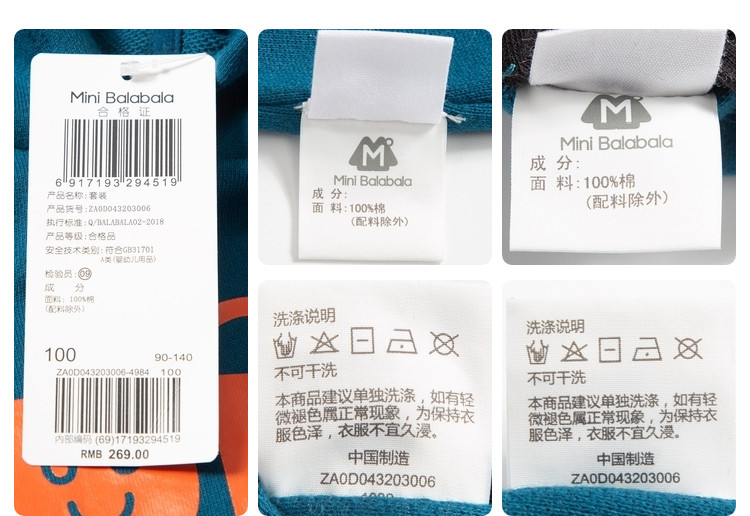 Mini Balabala
合格证
6 917193 294519
产品名称: 套装
产品货号: ZA0D043203006
执行标准: Q/BALABALA02-2018
产品等级: 合格品
安全技术类别: 符合GB31701
A类(婴幼儿用品)
检验员: 09
成 分
面料: 100%棉
(配料除外)
100 90-140
ZA0D043203006-4984 100
内部编码 (69)17193294519
RMB 269.00
M
Mini Balabala
成 分:
面 料: 100%棉
(配料除外)
M
Mini Balabala
成 分:
面 料: 100%棉
(配料除外)
洗涤说明
不可干洗
本商品建议单独洗涤，如有轻
微褪色属正常现象，为保持衣
服色泽，衣服不宜久浸。
中国制造
ZA0D043203006
洗涤说明
不可干洗
本商品建议单独洗涤，如有轻
微褪色属正常现象，为保持衣
服色泽，衣服不宜久浸。
中国制造
ZA0D043203006